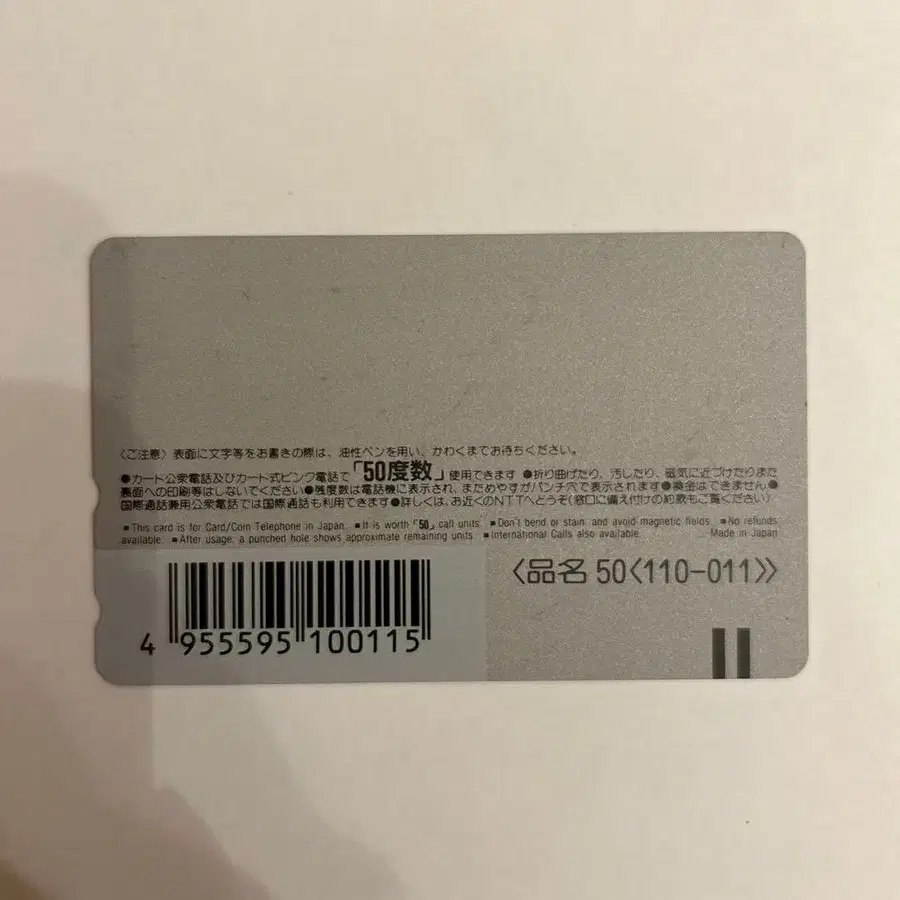 〈ご注意〉表面に文字等をお書きの際は、油性ペンを用い、かわくまでお待ちください。
●カード公衆電話及びカード式ピンク電話で「50度数」使用できます ●折り曲げたり、汚したり、磁気に近づけたりまた
裏面への印刷等はしないでください●残度数は電話機に表示され、まためやすがパンチ穴で表示されます●換金はできません●
国際通話兼用公衆電話では国際通話も利用できます●詳しくは、お近くのNTTへどうぞ(窓口に備え付けの約款もご覧ください)
■This card is for Card/Coin Telephone in Japan. ■It is worth「50」call units ■Don't bend or stain, and avoid magnetic fields ■No refunds
available. ■After usage, a punched hole shows approximate remaining units ■International Calls also available. Made in Japan
〈品名 50〈110-011〉〉
4 955595 100115